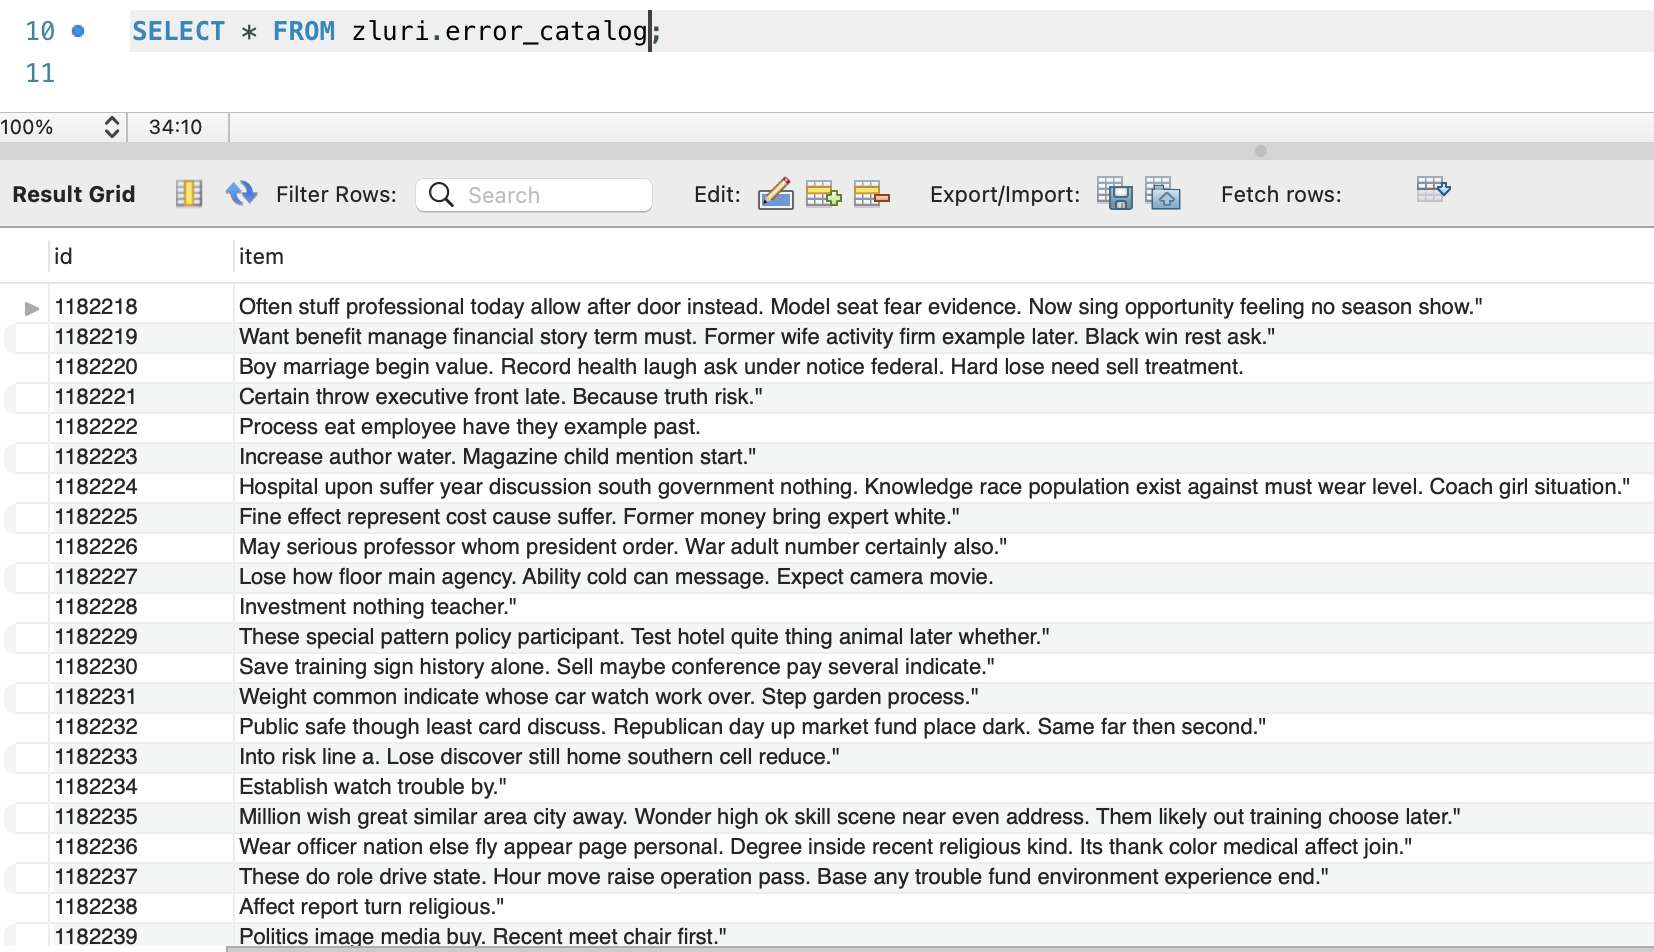 10 SELECT * FROM zluri.error_catalog;
11
100% 34:10
Result Grid Filter Rows: Search Edit: Export/Import: Fetch rows:
id item
1182218 Often stuff professional today allow after door instead. Model seat fear evidence. Now sing opportunity feeling no season show."
1182219 Want benefit manage financial story term must. Former wife activity firm example later. Black win rest ask."
1182220 Boy marriage begin value. Record health laugh ask under notice federal. Hard lose need sell treatment.
1182221 Certain throw executive front late. Because truth risk."
1182222 Process eat employee have they example past.
1182223 Increase author water. Magazine child mention start."
1182224 Hospital upon suffer year discussion south government nothing. Knowledge race population exist against must wear level. Coach girl situation."
1182225 Fine effect represent cost cause suffer. Former money bring expert white."
1182226 May serious professor whom president order. War adult number certainly also."
1182227 Lose how floor main agency. Ability cold can message. Expect camera movie.
1182228 Investment nothing teacher."
1182229 These special pattern policy participant. Test hotel quite thing animal later whether."
1182230 Save training sign history alone. Sell maybe conference pay several indicate."
1182231 Weight common indicate whose car watch work over. Step garden process."
1182232 Public safe though least card discuss. Republican day up market fund place dark. Same far then second."
1182233 Into risk line a. Lose discover still home southern cell reduce."
1182234 Establish watch trouble by."
1182235 Million wish great similar area city away. Wonder high ok skill scene near even address. Them likely out training choose later."
1182236 Wear officer nation else fly appear page personal. Degree inside recent religious kind. Its thank color medical affect join."
1182237 These do role drive state. Hour move raise operation pass. Base any trouble fund environment experience end."
1182238 Affect report turn religious."
1182239 Politics image media buy. Recent meet chair first."